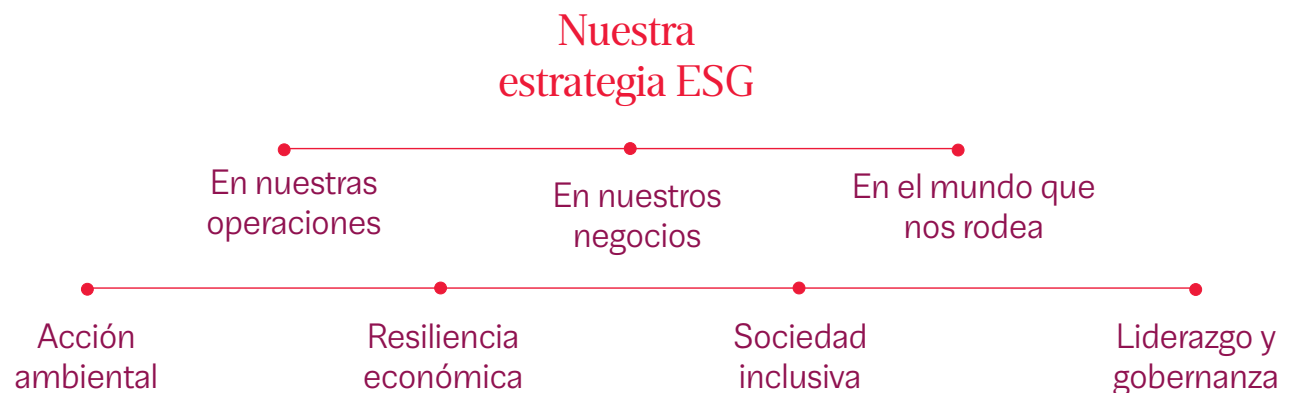 Nuestra
estrategia ESG
En nuestras
operaciones
En nuestros
negocios
En el mundo que
nos rodea
Acción
ambiental
Resiliencia
económica
Sociedad
inclusiva
Liderazgo y
gobernanza